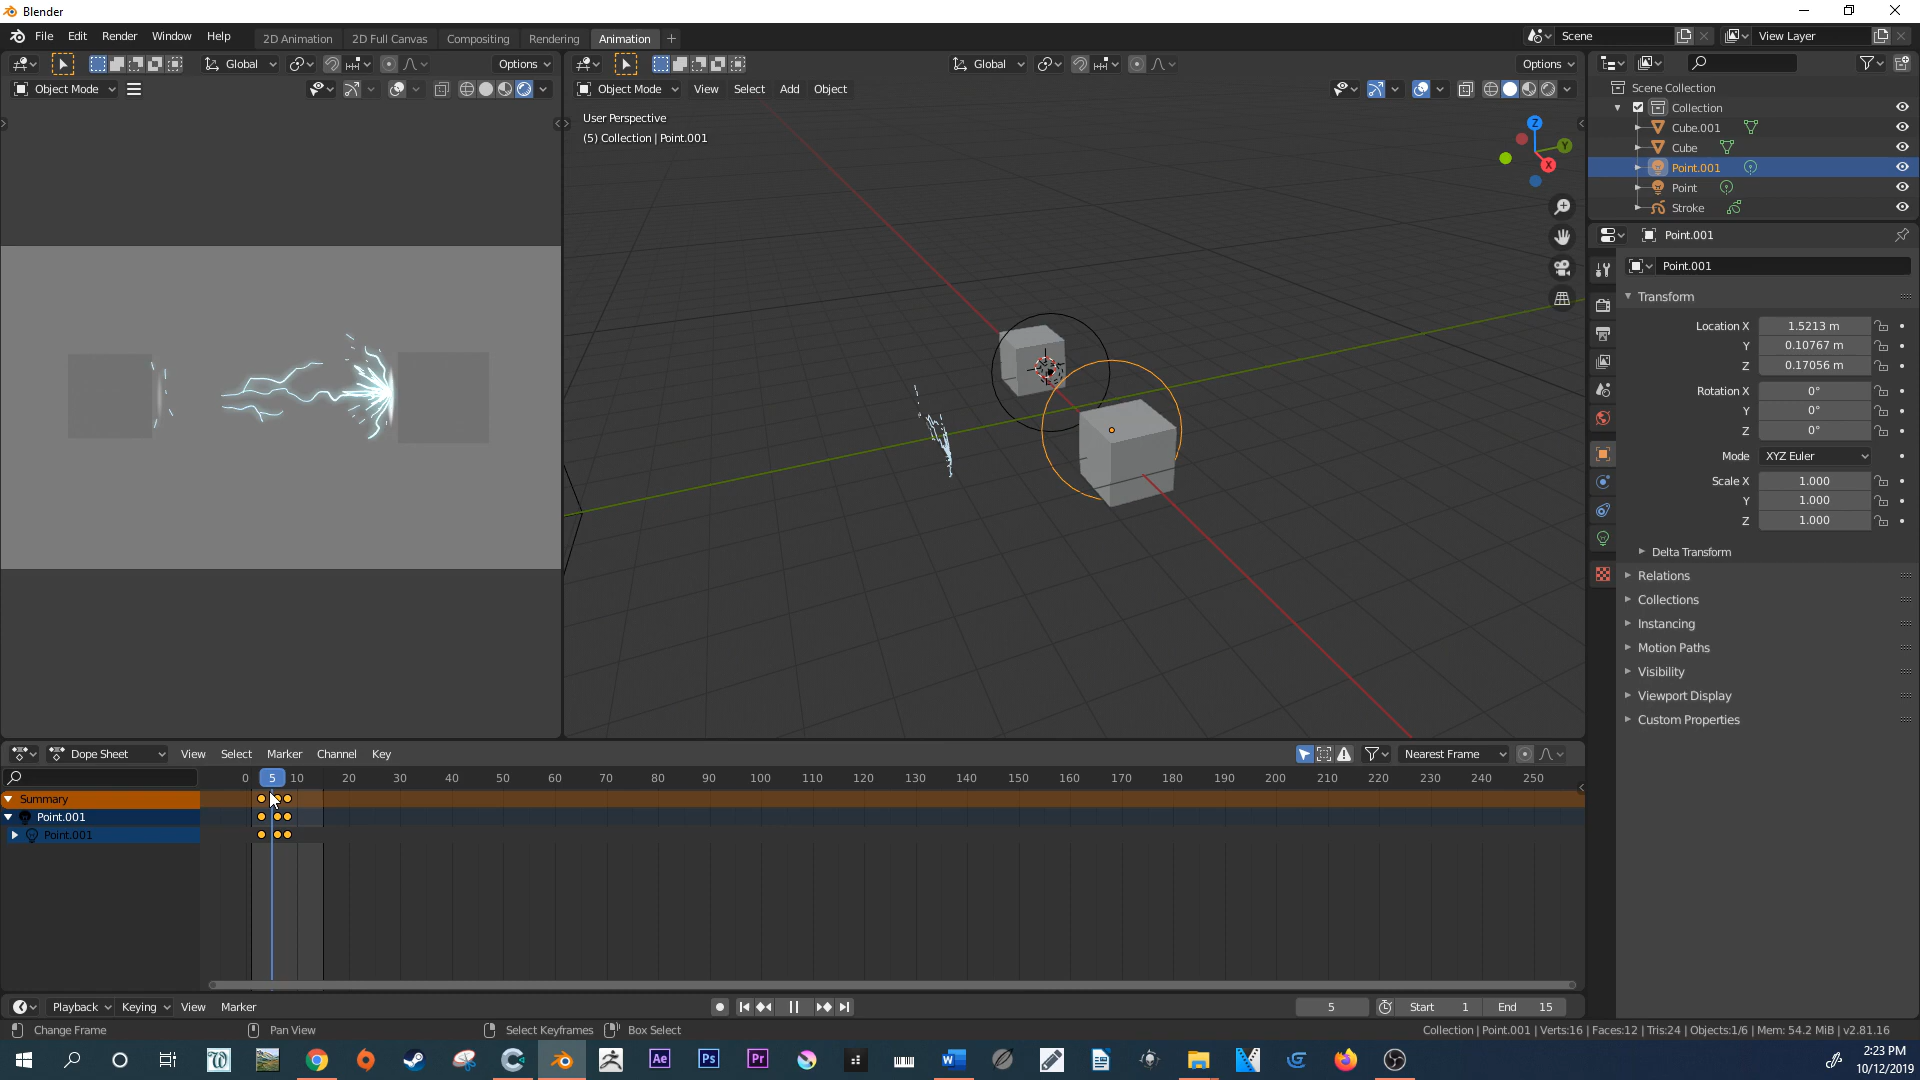 Blender
File Edit Render Window Help 2D Animation 2D Full Canvas Compositing Rendering Animation + Scene View Layer
Global Options Global Options
Object Mode Object Mode View Select Add Object
User Perspective
(5) Collection | Point.001
Z
Y
X
Scene Collection
Collection
Cube.001
Cube
Point.001
Point
Stroke
Point.001
Point.001
Transform
Location X 1.5213 m
Y 0.10767 m
Z 0.17056 m
Rotation X 0°
Y 0°
Z 0°
Mode XYZ Euler
Scale X 1.000
Y 1.000
Z 1.000
Delta Transform
Relations
Collections
Instancing
Motion Paths
Visibility
Viewport Display
Custom Properties
Dope Sheet View Select Marker Channel Key Nearest Frame
0 5 10 20 30 40 50 60 70 80 90 100 110 120 130 140 150 160 170 180 190 200 210 220 230 240 250
Summary
Point.001
Point.001
Playback Keying View Marker 5 Start 1 End 15
Change Frame Pan View Select Keyframes Box Select Collection | Point.001 | Verts:16 | Faces:12 | Tris:24 | Objects:1/6 | Mem: 54.2 MiB | v2.81.16
Ae Ps Pr
2:23 PM
10/12/2019